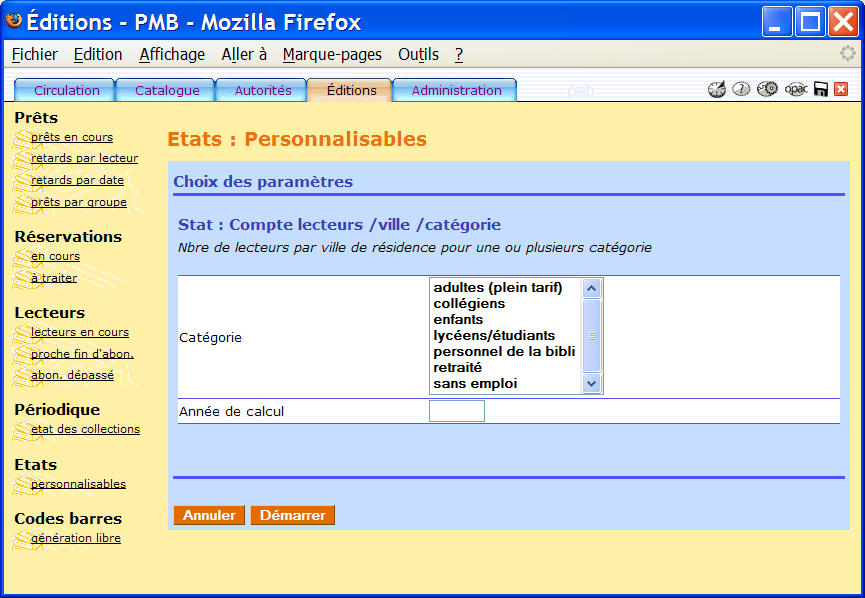 Éditions - PMB - Mozilla Firefox
Fichier Edition Affichage Aller à Marque-pages Outils ?
Circulation Catalogue Autorités Éditions Administration pmb opac
Prêts
prêts en cours
retards par lecteur
retards par date
prêts par groupe
Réservations
en cours
à traiter
Lecteurs
lecteurs en cours
proche fin d'abon.
abon. dépassé
Périodique
etat des collections
Etats
personnalisables
Codes barres
génération libre
Etats : Personnalisables
Choix des paramètres
Stat : Compte lecteurs /ville /catégorie
Nbre de lecteurs par ville de résidence pour une ou plusieurs catégorie
Catégorie
adultes (plein tarif)
collégiens
enfants
lycéens/étudiants
personnel de la bibli
retraité
sans emploi
Année de calcul
Annuler Démarrer